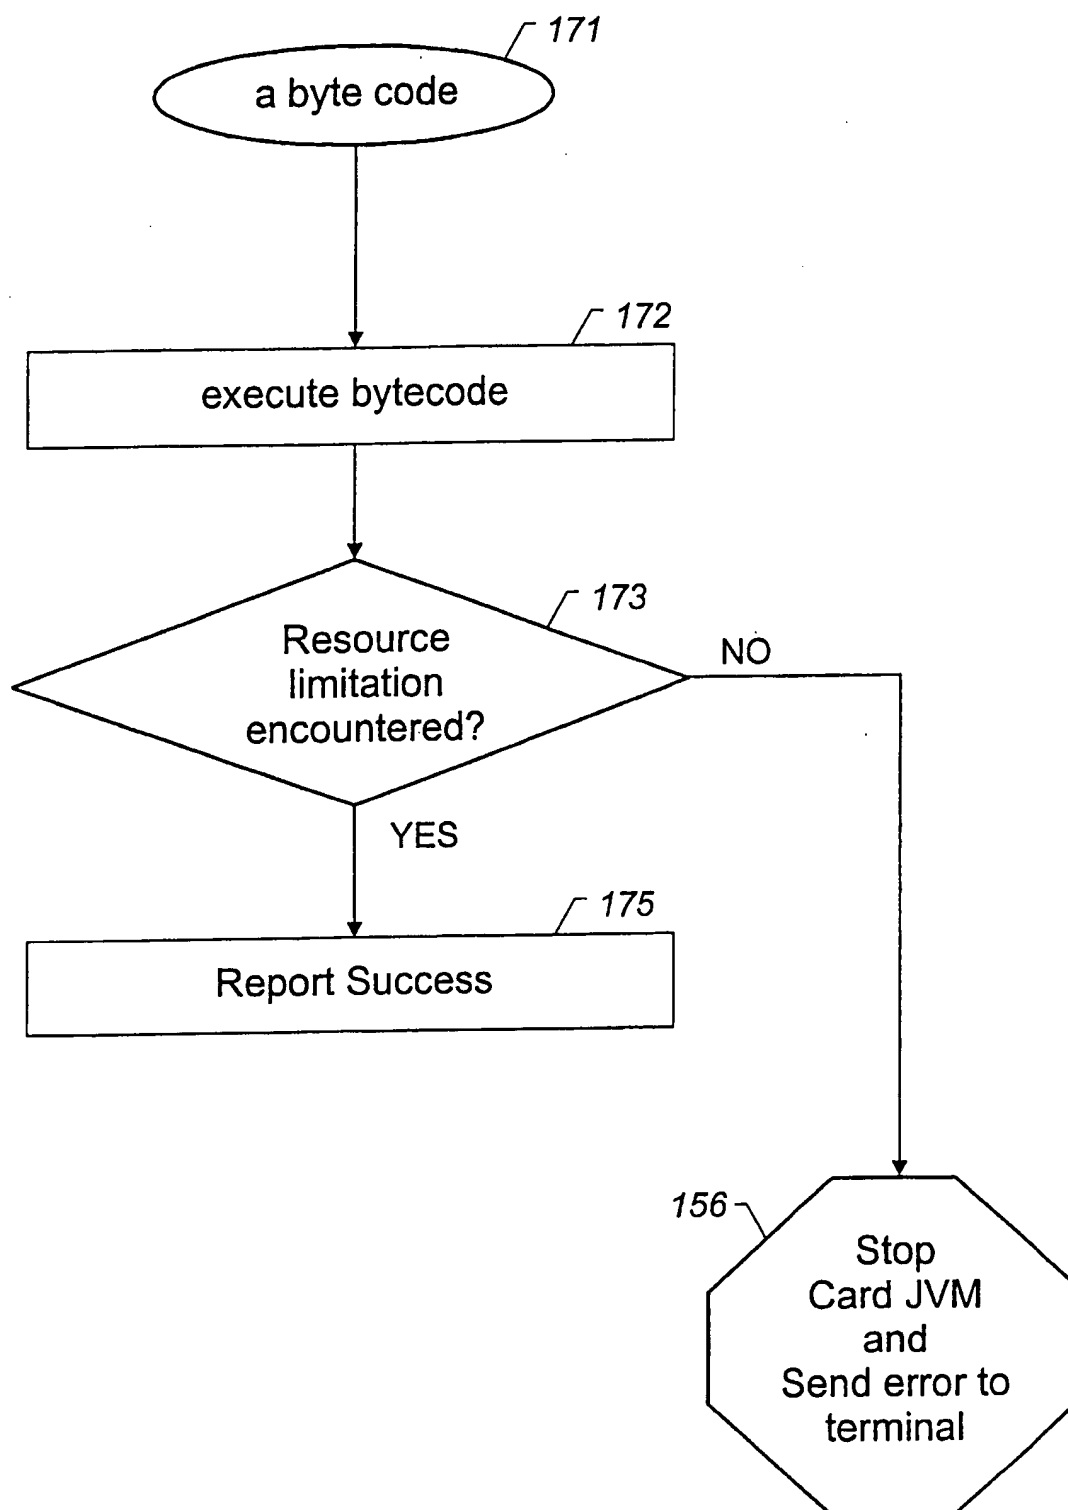 171
a byte code
172
execute bytecode
173
Resource
limitation
encountered?
NO
YES
175
Report Success
156
Stop
Card JVM
and
Send error to
terminal